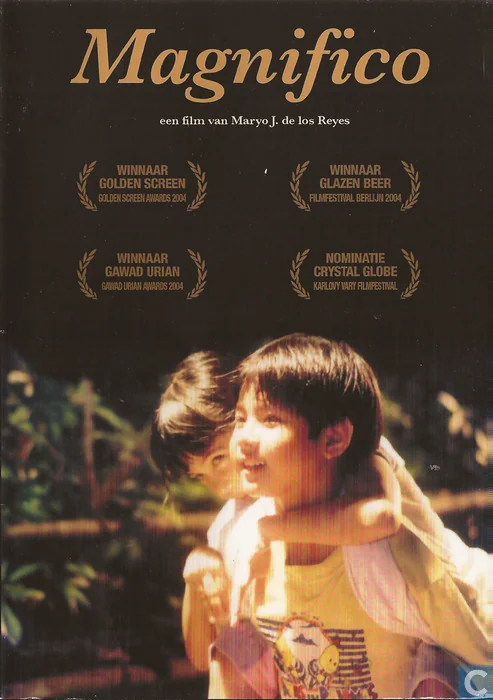 Magnifico
een film van Maryo J. de los Reyes
WINNAAR
GOLDEN SCREEN
GOLDEN SCREEN AWARDS 2004
WINNAAR
GLAZEN BEER
FILMFESTIVAL BERLIJN 2004
WINNAAR
GAWAD URIAN
GAWAD URIAN AWARDS 2004
NOMINATIE
CRYSTAL GLOBE
KARLOVY VARY FILMFESTIVAL
C